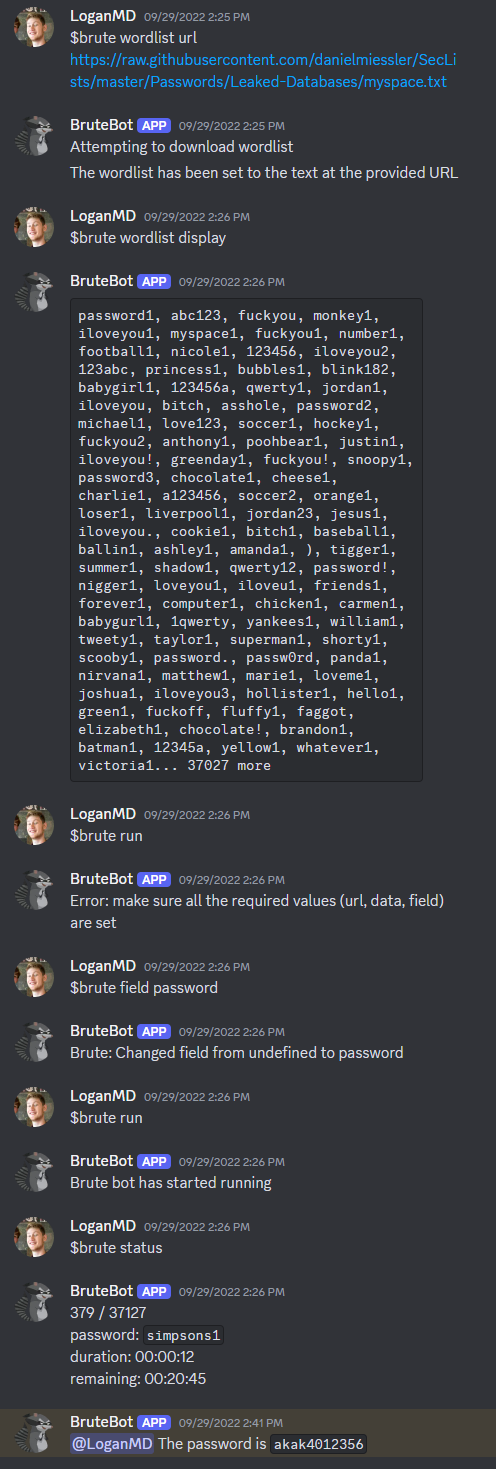 LoganMD 09/29/2022 2:25 PM
$brute wordlist url
https://raw.githubusercontent.com/danielmiessler/SecLi
sts/master/Passwords/Leaked-Databases/myspace.txt
BruteBot APP 09/29/2022 2:25 PM
Attempting to download wordlist
The wordlist has been set to the text at the provided URL
LoganMD 09/29/2022 2:26 PM
$brute wordlist display
BruteBot APP 09/29/2022 2:26 PM
password1, abc123, fuckyou, monkey1,
iloveyou1, myspace1, fuckyou1, number1,
football1, nicole1, 123456, iloveyou2,
123abc, princess1, bubbles1, blink182,
babygirl1, 123456a, qwerty1, jordan1,
iloveyou, bitch, asshole, password2,
michael1, love123, soccer1, hockey1,
fuckyou2, anthony1, poohbear1, justin1,
iloveyou!, greenday1, fuckyou!, snoopy1,
password3, chocolate1, cheese1,
charlie1, a123456, soccer2, orange1,
loser1, liverpool1, jordan23, jesus1,
iloveyou., cookie1, bitch1, baseball1,
ballin1, ashley1, amanda1, ), tigger1,
summer1, shadow1, qwerty12, password!,
nigger1, loveyou1, iloveu1, friends1,
forever1, computer1, chicken1, carmen1,
babygurl1, 1qwerty, yankees1, william1,
tweety1, taylor1, superman1, shorty1,
scooby1, password., passw0rd, panda1,
nirvana1, matthew1, marie1, loveme1,
joshua1, iloveyou3, hollister1, hello1,
green1, fuckoff, fluffy1, faggot,
elizabeth1, chocolate!, brandon1,
batman1, 12345a, yellow1, whatever1,
victoria1... 37027 more
LoganMD 09/29/2022 2:26 PM
$brute run
BruteBot APP 09/29/2022 2:26 PM
Error: make sure all the required values (url, data, field)
are set
LoganMD 09/29/2022 2:26 PM
$brute field password
BruteBot APP 09/29/2022 2:26 PM
Brute: Changed field from undefined to password
LoganMD 09/29/2022 2:26 PM
$brute run
BruteBot APP 09/29/2022 2:26 PM
Brute bot has started running
LoganMD 09/29/2022 2:26 PM
$brute status
BruteBot APP 09/29/2022 2:26 PM
379 / 37127
password: simpsons1
duration: 00:00:12
remaining: 00:20:45
BruteBot APP 09/29/2022 2:41 PM
@LoganMD The password is akak4012356